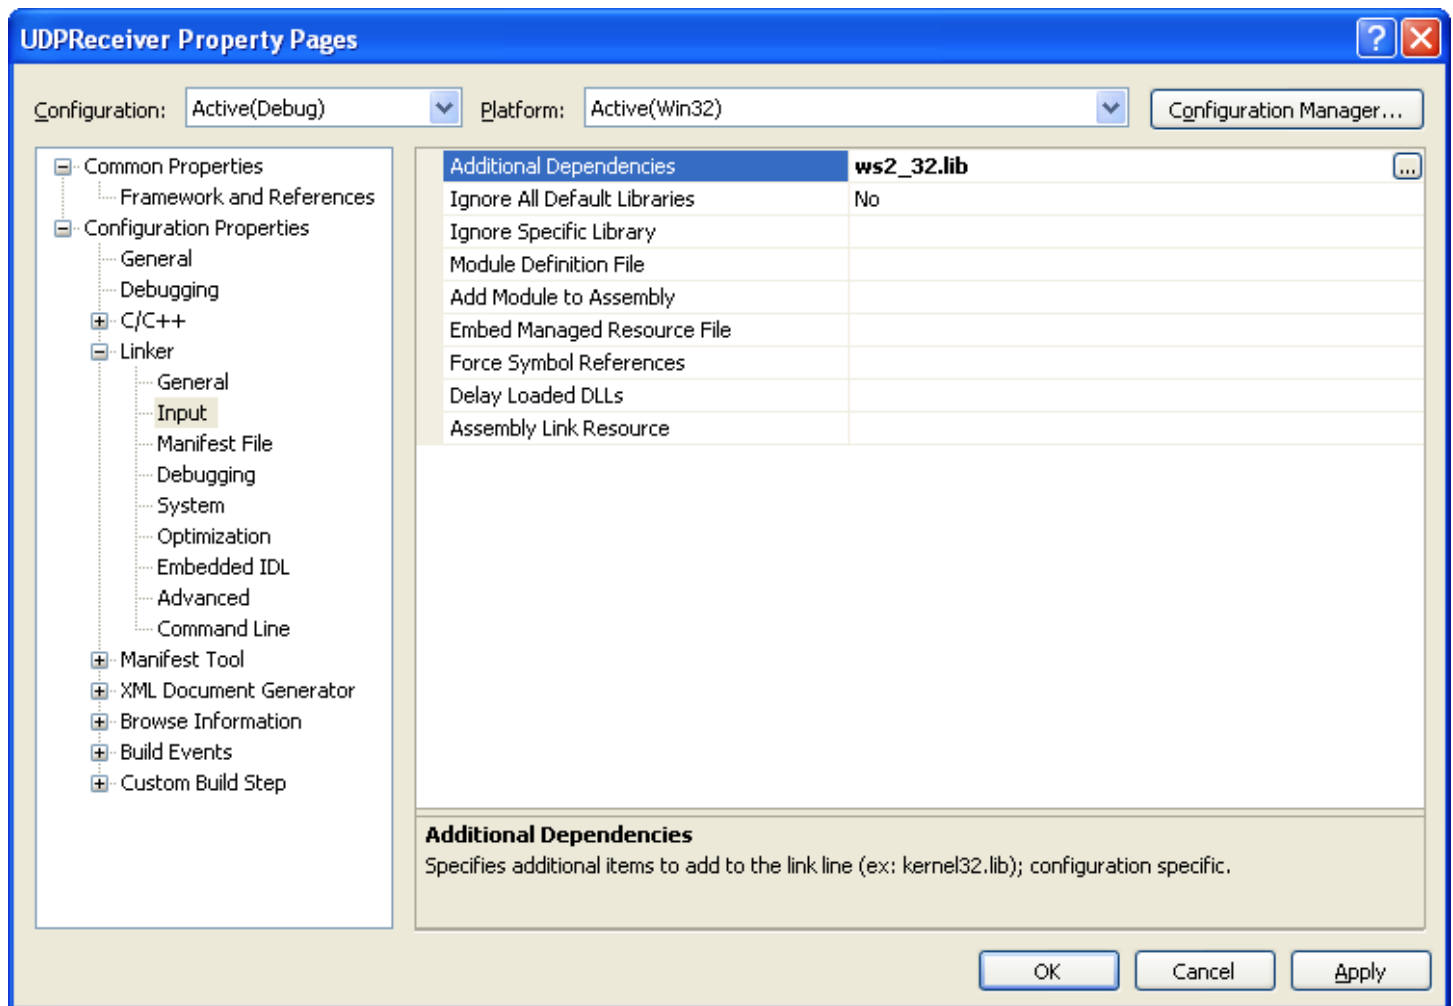 UDPReceiver Property Pages
Configuration: Active(Debug) Platform: Active(Win32) Configuration Manager...
Common Properties
Framework and References
Configuration Properties
General
Debugging
C/C++
Linker
General
Input
Manifest File
Debugging
System
Optimization
Embedded IDL
Advanced
Command Line
Manifest Tool
XML Document Generator
Browse Information
Build Events
Custom Build Step
Additional Dependencies ws2_32.lib ...
Ignore All Default Libraries No
Ignore Specific Library
Module Definition File
Add Module to Assembly
Embed Managed Resource File
Force Symbol References
Delay Loaded DLLs
Assembly Link Resource
Additional Dependencies
Specifies additional items to add to the link line (ex: kernel32.lib); configuration specific.
OK Cancel Apply